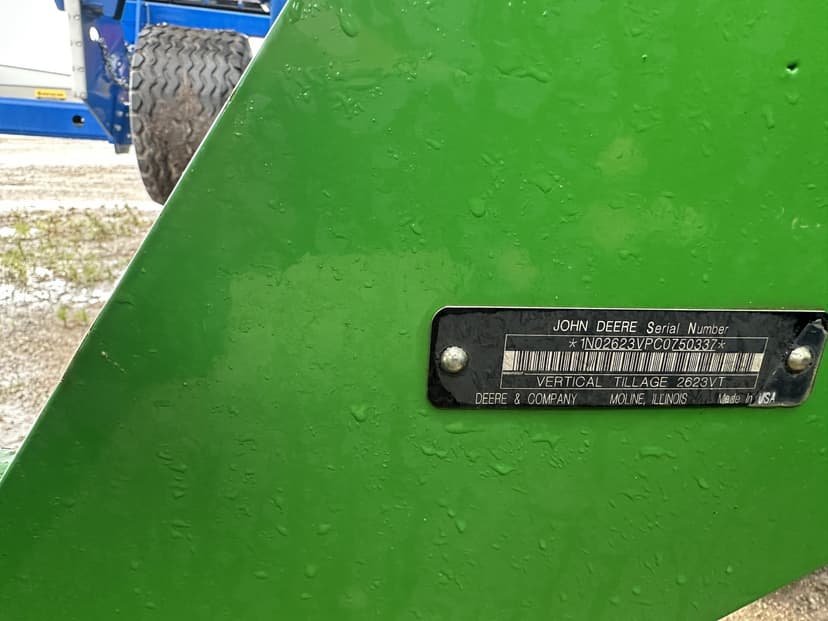 JOHN DEERE Serial Number
*1N02623VPC0750337*
VERTICAL TILLAGE 2623VT
DEERE & COMPANY MOLINE, ILLINOIS Made in USA